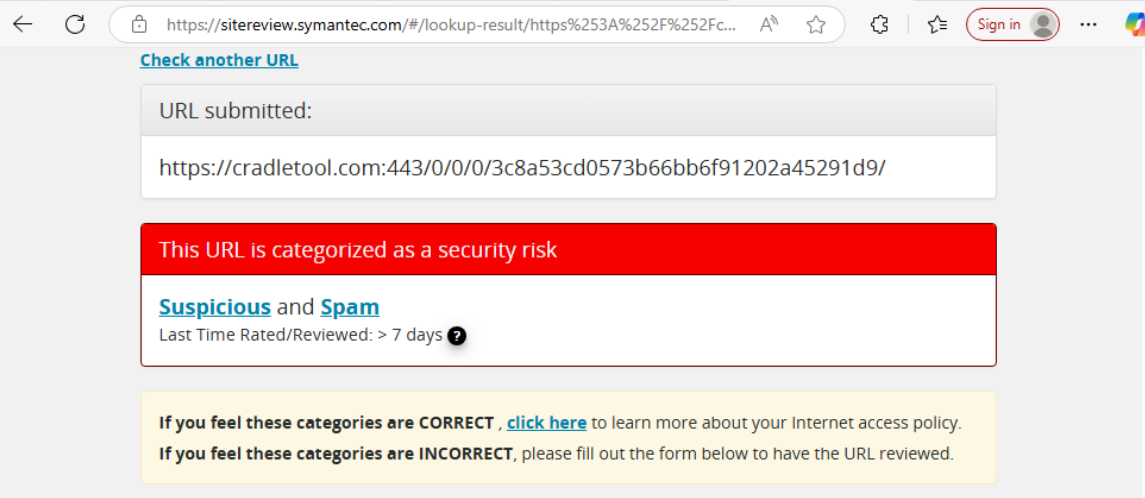 https://sitereview.symantec.com/#/lookup-result/https%253A%252F%252Fc...
Sign in
Check another URL
URL submitted:
https://cradletool.com:443/0/0/0/3c8a53cd0573b66bb6f91202a45291d9/
This URL is categorized as a security risk
Suspicious and Spam
Last Time Rated/Reviewed: > 7 days ?
If you feel these categories are CORRECT , click here to learn more about your Internet access policy.
If you feel these categories are INCORRECT, please fill out the form below to have the URL reviewed.